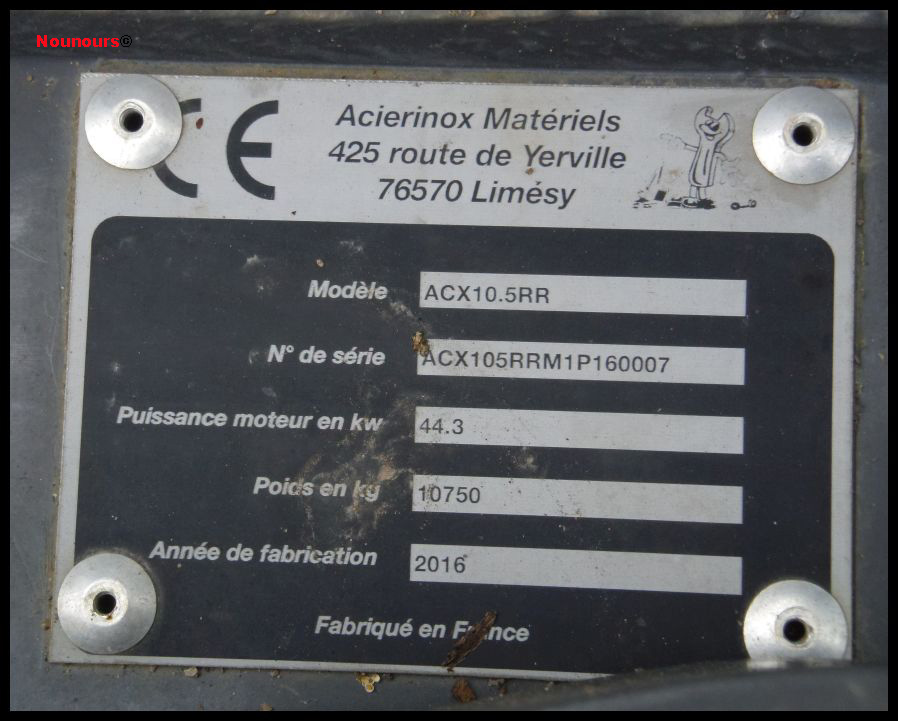 Nounours©
CE
Acierinox Matériels
425 route de Yerville
76570 Limésy
Modèle ACX10.5RR
N° de série ACX105RRM1P160007
Puissance moteur en kw 44.3
Poids en kg 10750
Année de fabrication 2016
Fabriqué en France